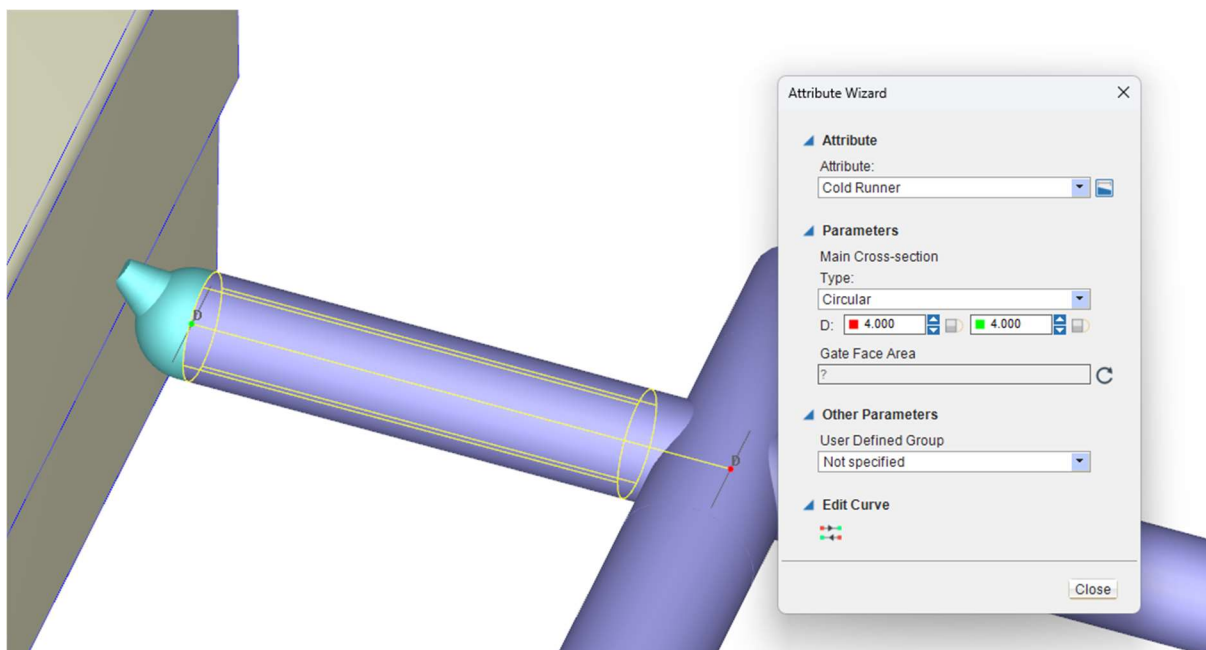 Attribute Wizard
Attribute
Attribute:
Cold Runner
Parameters
Main Cross-section
Type:
Circular
D: 4.000 4.000
Gate Face Area
?
Other Parameters
User Defined Group
Not specified
Edit Curve
Close
D
D